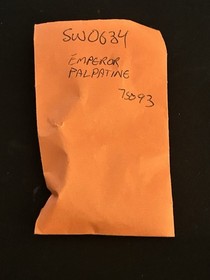 SW0634
EMPEROR
PALPATINE
75093